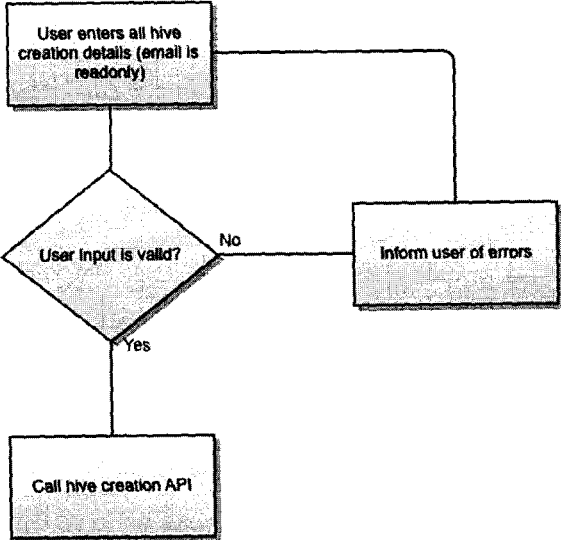 User enters all hive
creation details (email is
readonly)
User input is valid?
No
Inform user of errors
Yes
Call hive creation API